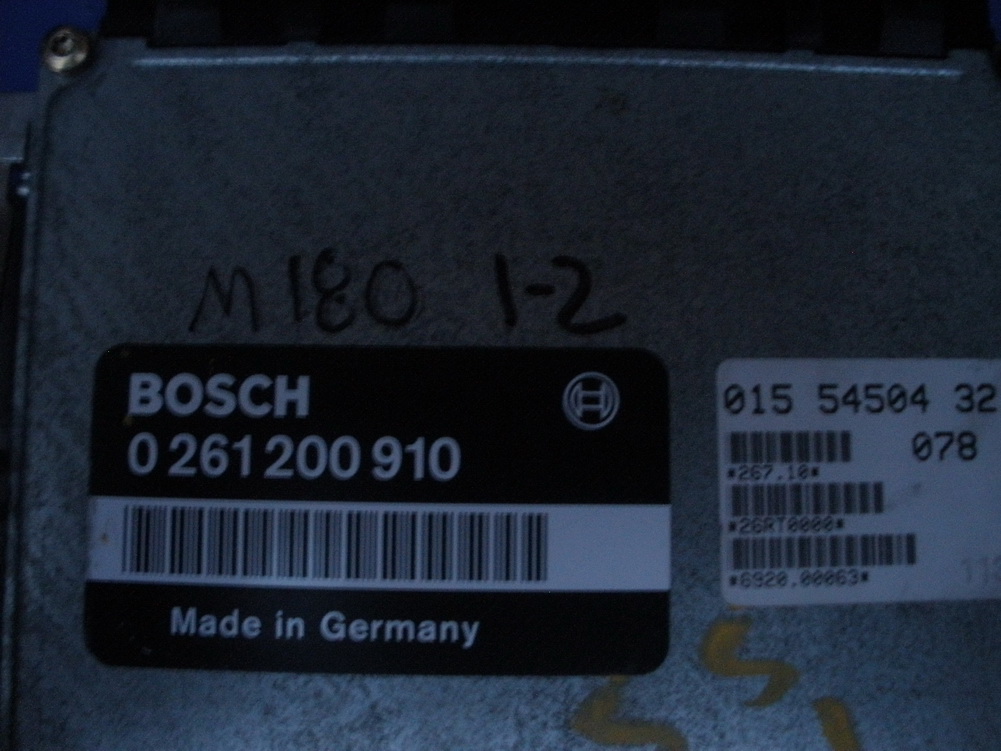 M180 1-2
BOSCH
0 261 200 910
Made in Germany
015 54504 32
078
*267.10*
*26RT0000*
*6920.00063*